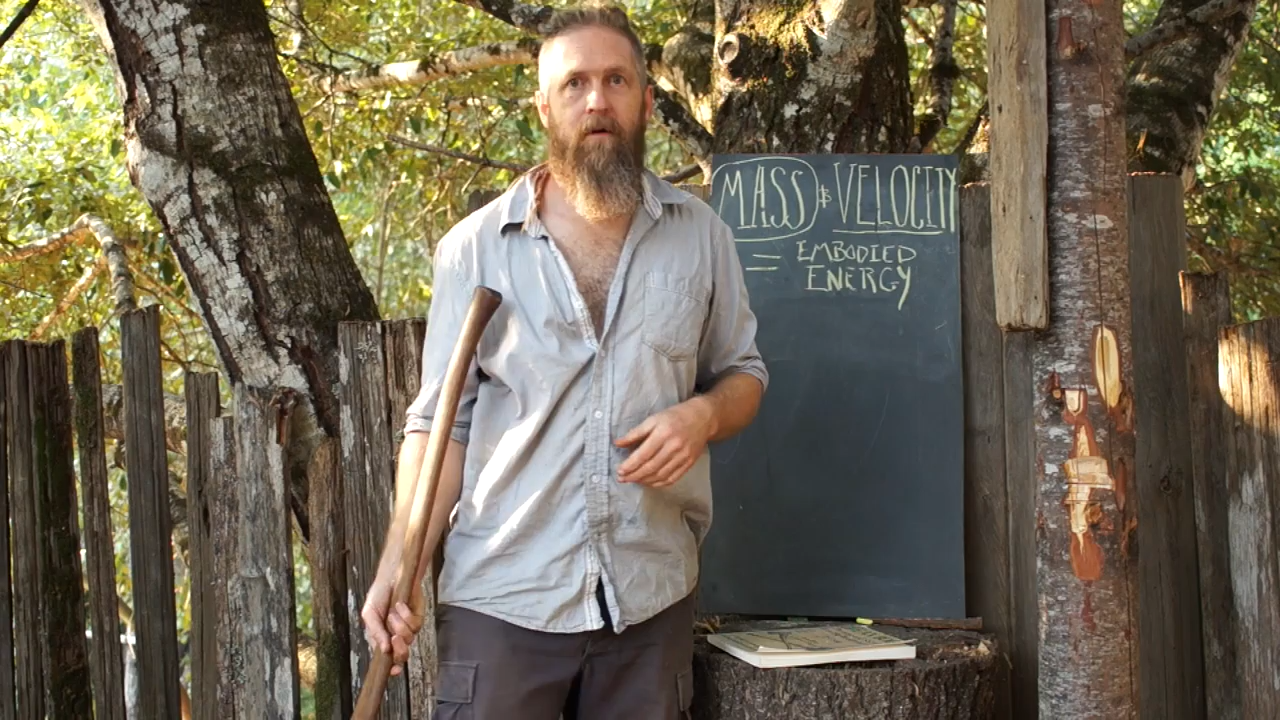 MASS & VELOCITY
= EMBODIED
ENERGY